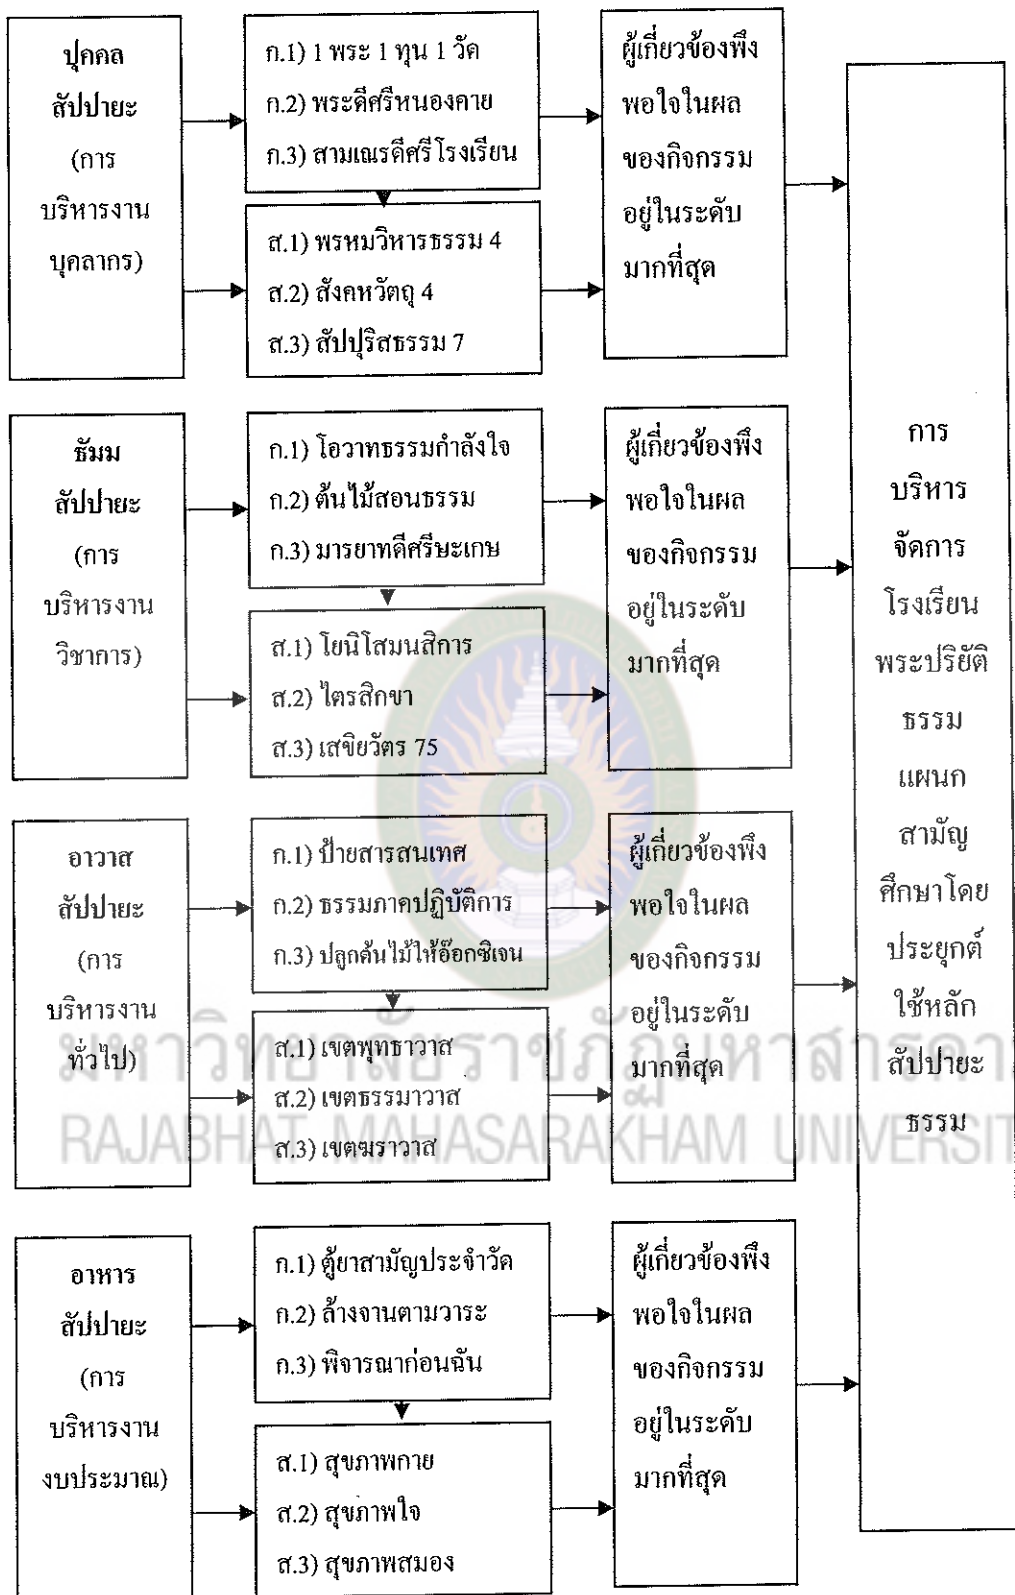 ปุคคล
สัปปายะ
(การ
บริหารงาน
บุคลากร)
ก.1) 1 พระ 1 ทุน 1 วัด
ก.2) พระดีศรีหนองคาย
ก.3) สามเณรดีศรีโรงเรียน
ส.1) พรหมวิหารธรรม 4
ส.2) สังคหวัตถุ 4
ส.3) สัปปุริสธรรม 7
ผู้เกี่ยวข้องพึง
พอใจในผล
ของกิจกรรม
อยู่ในระดับ
มากที่สุด
ธัมม
สัปปายะ
(การ
บริหารงาน
วิชาการ)
ก.1) โอวาทธรรมกำลังใจ
ก.2) ต้นไม้สอนธรรม
ก.3) มารยาทดีศรีษะเกษ
ส.1) โยนิโสมนสิการ
ส.2) ไตรสิกขา
ส.3) เสขิยวัตร 75
ผู้เกี่ยวข้องพึง
พอใจในผล
ของกิจกรรม
อยู่ในระดับ
มากที่สุด
อาวาส
สัปปายะ
(การ
บริหารงาน
ทั่วไป)
ก.1) ป้ายสารสนเทศ
ก.2) ธรรมภาคปฏิบัติการ
ก.3) ปลูกต้นไม้ให้อ๊อกซิเจน
ส.1) เขตพุทธาวาส
ส.2) เขตธรรมาวาส
ส.3) เขตฆราวาส
ผู้เกี่ยวข้องพึง
พอใจในผล
ของกิจกรรม
อยู่ในระดับ
มากที่สุด
อาหาร
สัปปายะ
(การ
บริหารงาน
งบประมาณ)
ก.1) ตู้ยาสามัญประจำวัด
ก.2) ล้างจานตามวาระ
ก.3) พิจารณาก่อนฉัน
ส.1) สุขภาพกาย
ส.2) สุขภาพใจ
ส.3) สุขภาพสมอง
ผู้เกี่ยวข้องพึง
พอใจในผล
ของกิจกรรม
อยู่ในระดับ
มากที่สุด
การ
บริหาร
จัดการ
โรงเรียน
พระปริยัติ
ธรรม
แผนก
สามัญ
ศึกษาโดย
ประยุกต์
ใช้หลัก
สัปปายะ
ธรรม
มหาวิทยาลัยราชภัฏมหาสารคา
RAJABHAT MAHASARAKHAM UNIVERSIT